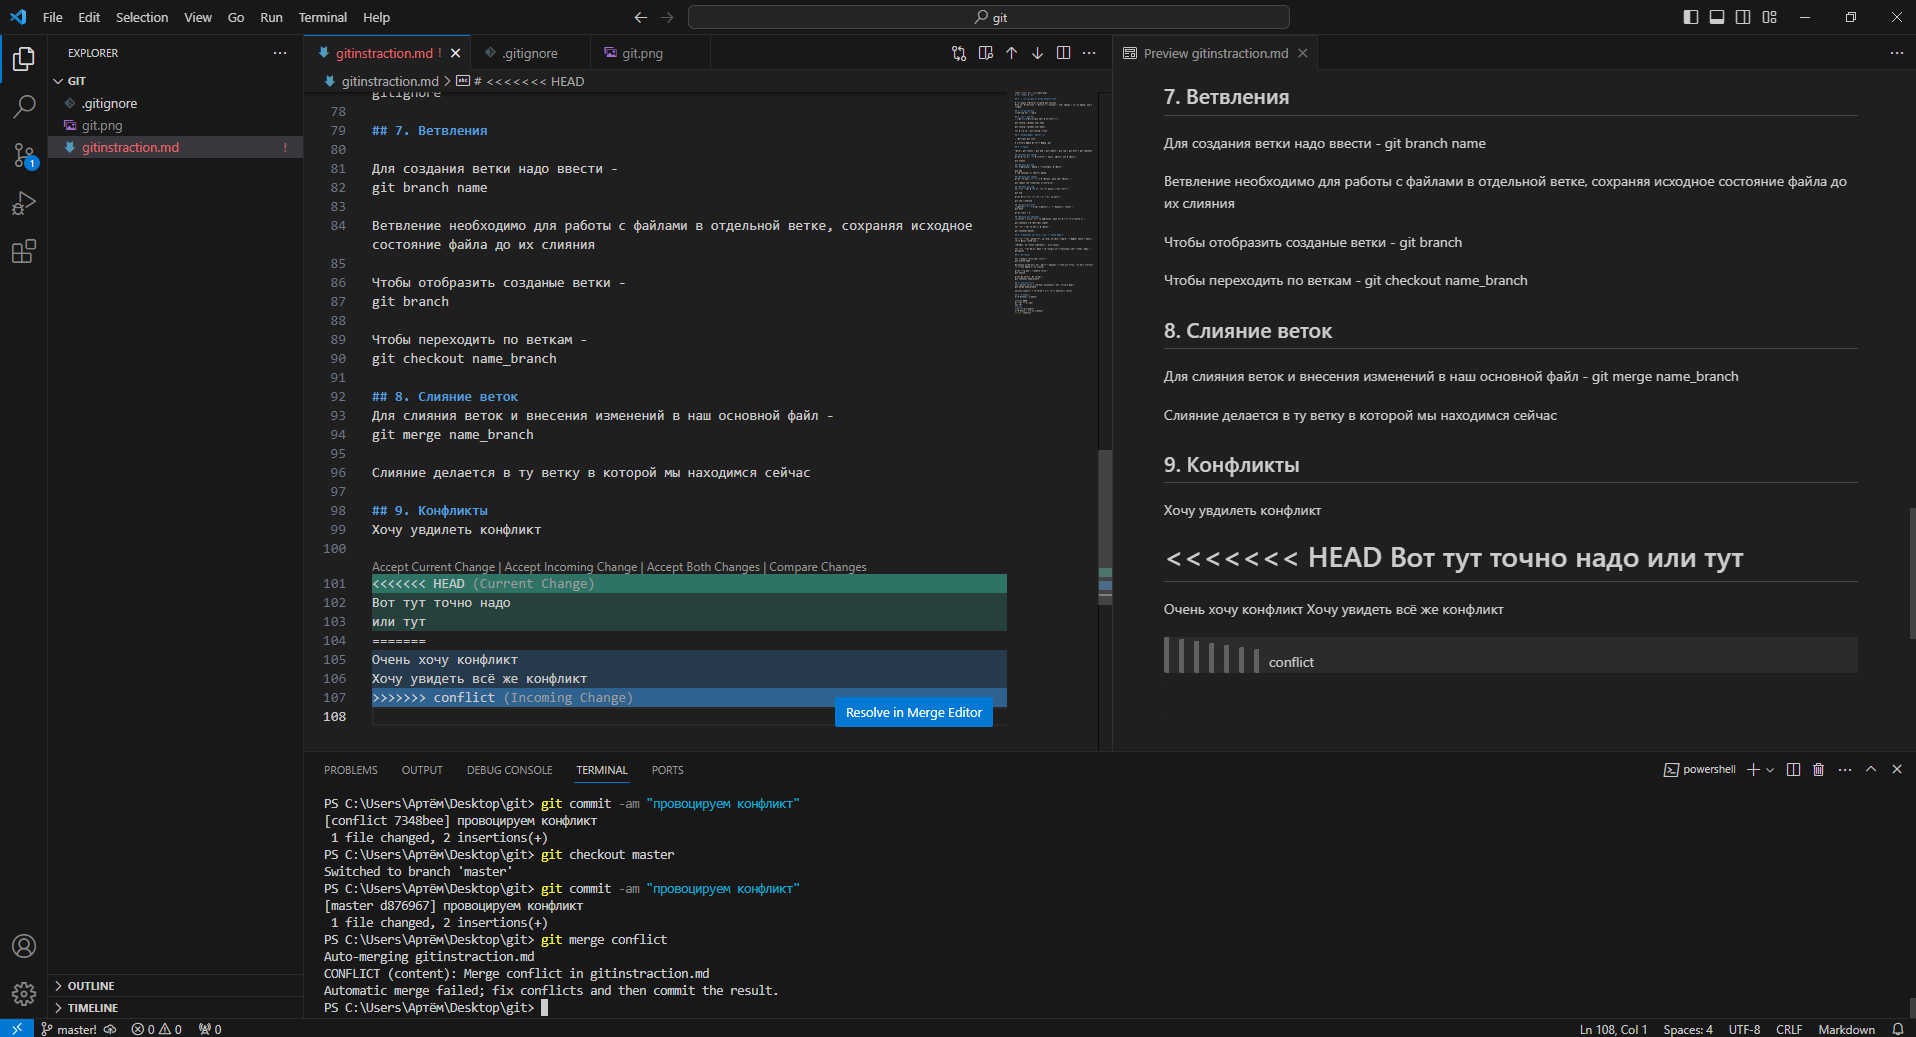 File Edit Selection View Go Run Terminal Help
git
EXPLORER
GIT
.gitignore
git.png
gitinstraction.md !
1
OUTLINE
TIMELINE
gitinstraction.md !
.gitignore
git.png
gitinstraction.md > # <<<<<<< HEAD
gitignore
78
79 ## 7. Ветвления
80
81 Для создания ветки надо ввести -
82 git branch name
83
84 Ветвление необходимо для работы с файлами в отдельной ветке, сохраняя исходное
состояние файла до их слияния
85
86 Чтобы отобразить созданые ветки -
87 git branch
88
89 Чтобы переходить по веткам -
90 git checkout name_branch
91
92 ## 8. Слияние веток
93 Для слияния веток и внесения изменений в наш основной файл -
94 git merge name_branch
95
96 Слияние делается в ту ветку в которой мы находимся сейчас
97
98 ## 9. Конфликты
99 Хочу увдилеть конфликт
100
Accept Current Change | Accept Incoming Change | Accept Both Changes | Compare Changes
101 <<<<<<< HEAD (Current Change)
102 Вот тут точно надо
103 или тут
104 =======
105 Очень хочу конфликт
106 Хочу увидеть всё же конфликт
107 >>>>>>> conflict (Incoming Change)
108
Resolve in Merge Editor
Preview gitinstraction.md
7. Ветвления
Для создания ветки надо ввести - git branch name
Ветвление необходимо для работы с файлами в отдельной ветке, сохраняя исходное состояние файла до
их слияния
Чтобы отобразить созданые ветки - git branch
Чтобы переходить по веткам - git checkout name_branch
8. Слияние веток
Для слияния веток и внесения изменений в наш основной файл - git merge name_branch
Слияние делается в ту ветку в которой мы находимся сейчас
9. Конфликты
Хочу увдилеть конфликт
<<<<<<< HEAD Вот тут точно надо или тут
Очень хочу конфликт Хочу увидеть всё же конфликт
conflict
PROBLEMS OUTPUT DEBUG CONSOLE TERMINAL PORTS
powershell
PS C:\Users\Артём\Desktop\git> git commit -am "провоцируем конфликт"
[conflict 7348bee] провоцируем конфликт
1 file changed, 2 insertions(+)
PS C:\Users\Артём\Desktop\git> git checkout master
Switched to branch 'master'
PS C:\Users\Артём\Desktop\git> git commit -am "провоцируем конфликт"
[master d876967] провоцируем конфликт
1 file changed, 2 insertions(+)
PS C:\Users\Артём\Desktop\git> git merge conflict
Auto-merging gitinstraction.md
CONFLICT (content): Merge conflict in gitinstraction.md
Automatic merge failed; fix conflicts and then commit the result.
PS C:\Users\Артём\Desktop\git>
master! 0 0 0
Ln 108, Col 1 Spaces: 4 UTF-8 CRLF Markdown